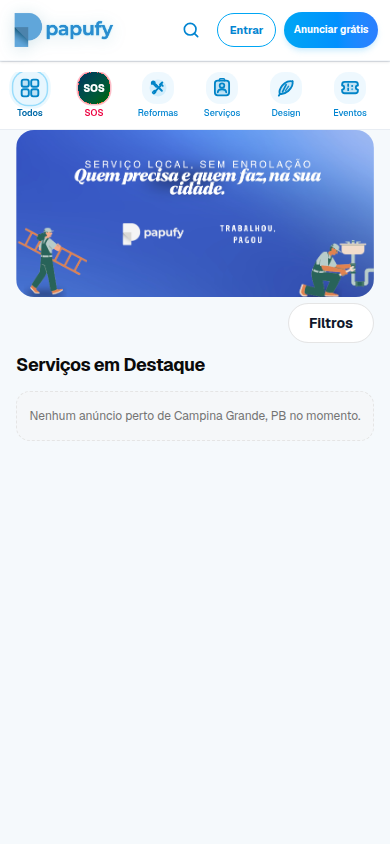 papufy
Entrar
Anunciar grátis
Todos
SOS
SOS
Reformas
Serviços
Design
Eventos
SERVIÇO LOCAL, SEM ENROLAÇÃO
Quem precisa e quem faz, na sua
cidade.
papufy
TRABALHOU,
PAGOU
Filtros
Serviços em Destaque
Nenhum anúncio perto de Campina Grande, PB no momento.